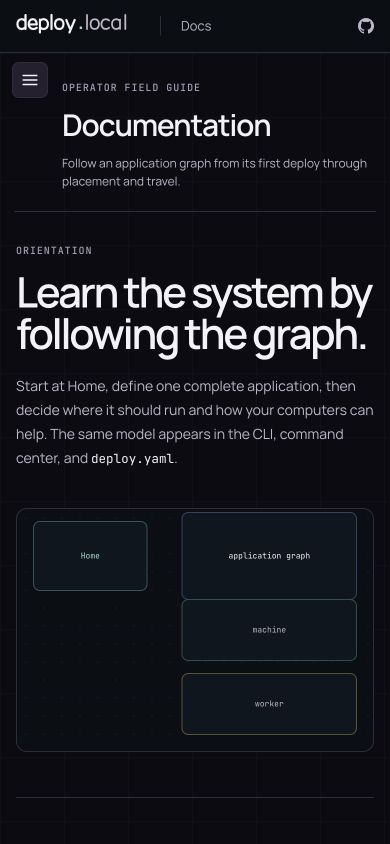 deploy.local
Docs
OPERATOR FIELD GUIDE
Documentation
Follow an application graph from its first deploy through
placement and travel.
ORIENTATION
Learn the system by
following the graph.
Start at Home, define one complete application, then
decide where it should run and how your computers can
help. The same model appears in the CLI, command
center, and deploy.yaml.
Home
application graph
machine
worker